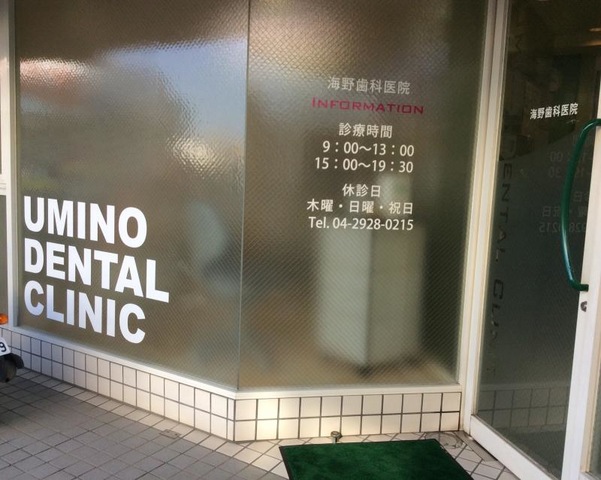 海野歯科医院
INFORMATION
診療時間
9：00～13：00
15：00～19：30
休診日
木曜・日曜・祝日
Tel. 04-2928-0215
UMINO
DENTAL
CLINIC
海野歯科医院